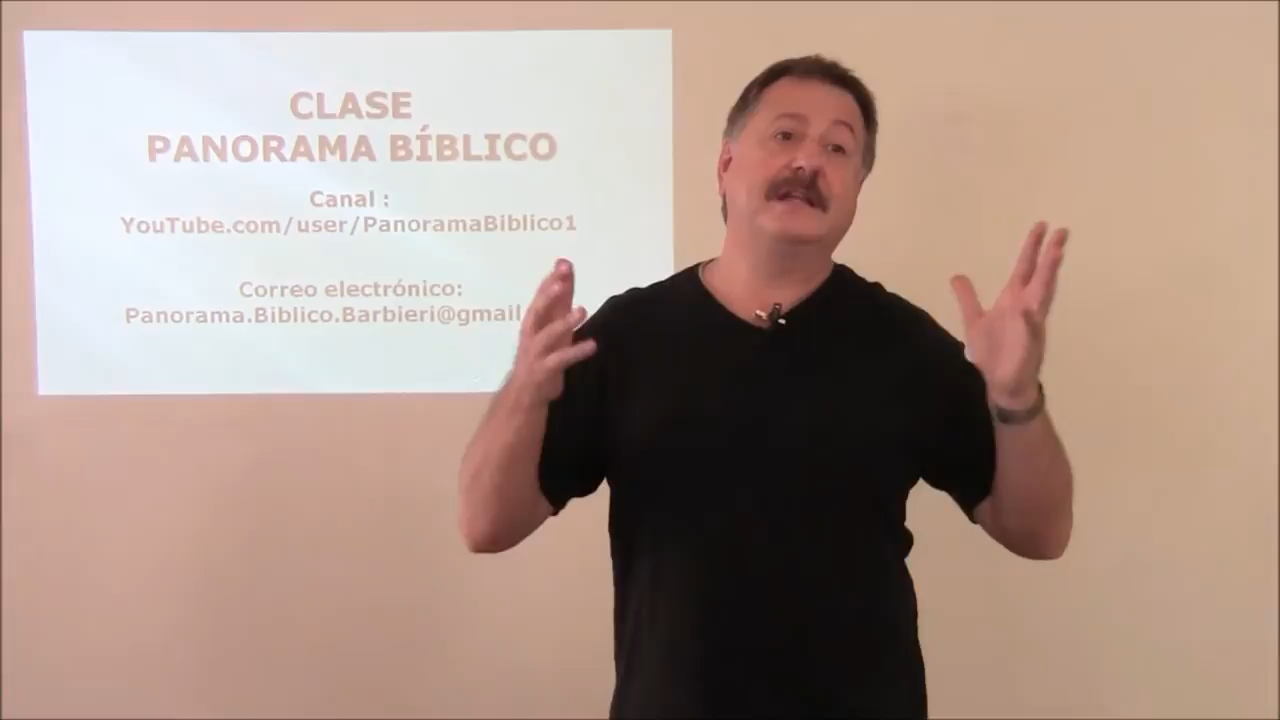 CLASE
PANORAMA BÍBLICO
Canal :
YouTube.com/user/PanoramaBiblico1
Correo electrónico:
Panorama.Biblico.Barbieri@gmail